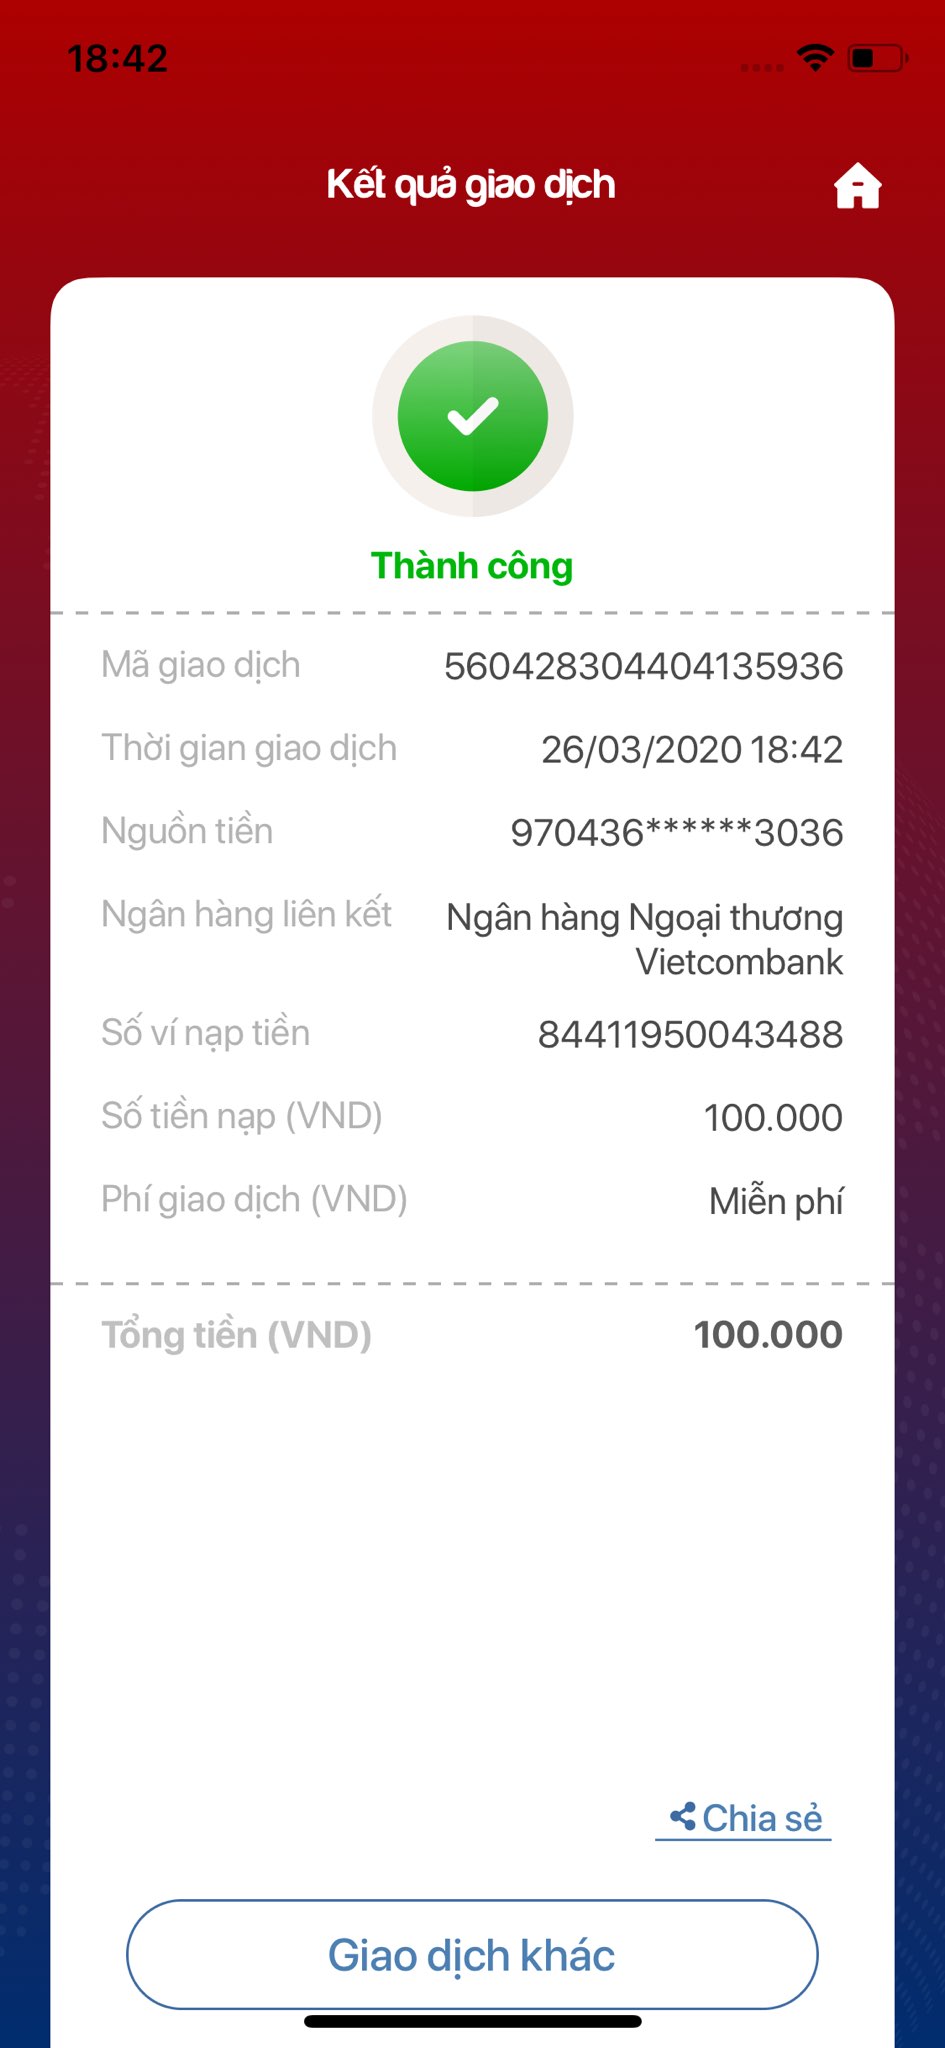 18:42
Kết quả giao dịch
Thành công
Mã giao dịch 560428304404135936
Thời gian giao dịch 26/03/2020 18:42
Nguồn tiền 970436******3036
Ngân hàng liên kết Ngân hàng Ngoại thương
Vietcombank
Số ví nạp tiền 84411950043488
Số tiền nạp (VND) 100.000
Phí giao dịch (VND) Miễn phí
Tổng tiền (VND) 100.000
Chia sẻ
Giao dịch khác